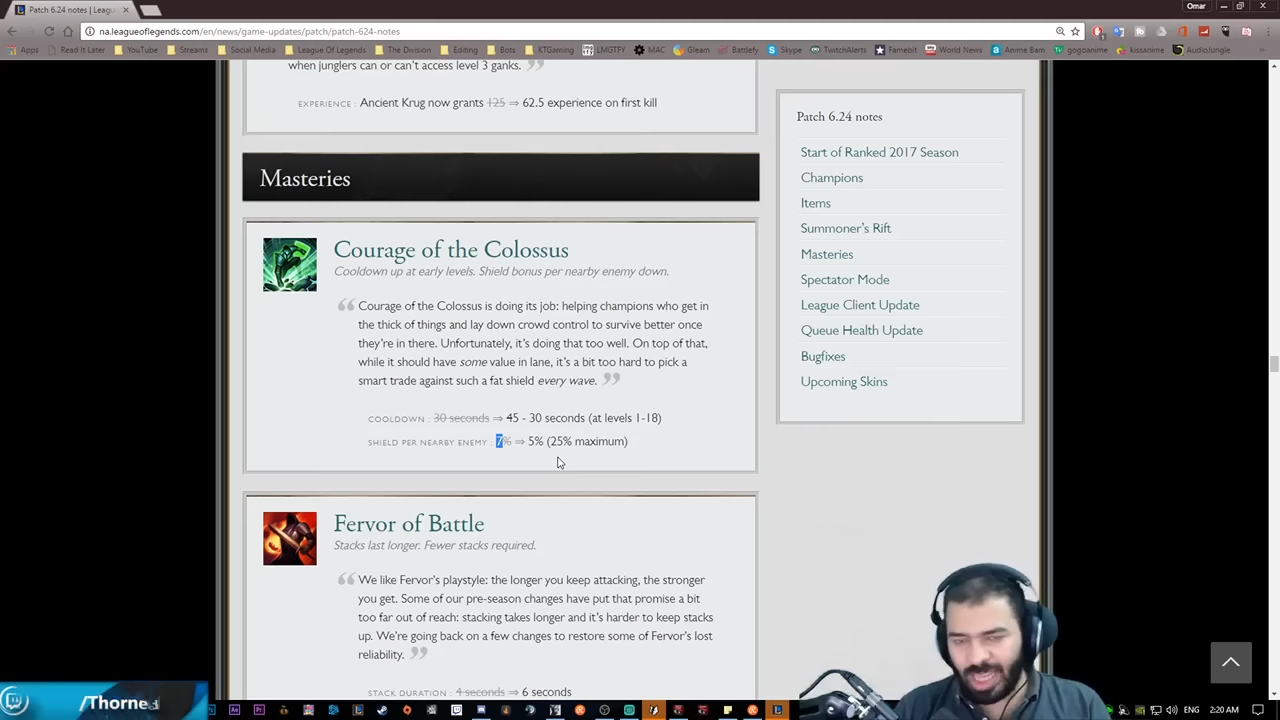 Patch 6.24 notes | Leagu
Omar
na.leagueoflegends.com/en/news/game-updates/patch/patch-624-notes
Apps Read It Later YouTube Streams Social Media League Of Legends The Division Editing Bots KTGaming LMGTFY MAC Gleam Battlefy Skype TwitchAlerts Famebit World News Anime Bam gogoanime kissanime AudioJungle
when junglers can or can't access level 3 ganks.
EXPERIENCE : Ancient Krug now grants 125 ⇒ 62.5 experience on first kill
Masteries
Courage of the Colossus
Cooldown up at early levels. Shield bonus per nearby enemy down.
Courage of the Colossus is doing its job: helping champions who get in
the thick of things and lay down crowd control to survive better once
they're in there. Unfortunately, it's doing that too well. On top of that,
while it should have some value in lane, it's a bit too hard to pick a
smart trade against such a fat shield every wave.
COOLDOWN : 30 seconds ⇒ 45 - 30 seconds (at levels 1-18)
SHIELD PER NEARBY ENEMY : 7% ⇒ 5% (25% maximum)
Fervor of Battle
Stacks last longer. Fewer stacks required.
We like Fervor's playstyle: the longer you keep attacking, the stronger
you get. Some of our pre-season changes have put that promise a bit
too far out of reach: stacking takes longer and it's harder to keep stacks
up. We're going back on a few changes to restore some of Fervor's lost
reliability.
STACK DURATION : 4 seconds ⇒ 6 seconds
Patch 6.24 notes
Start of Ranked 2017 Season
Champions
Items
Summoner's Rift
Masteries
Spectator Mode
League Client Update
Queue Health Update
Bugfixes
Upcoming Skins
ENG 2:20 AM